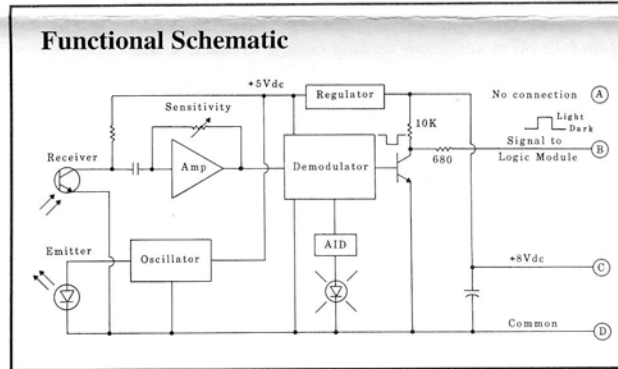 Functional Schematic
+5Vdc
Regulator
No connection A
Sensitivity
10K
Light
Dark
Receiver
Amp
Demodulator
680
Signal to
Logic Module
B
Emitter
Oscillator
AID
+8Vdc
C
Common
D